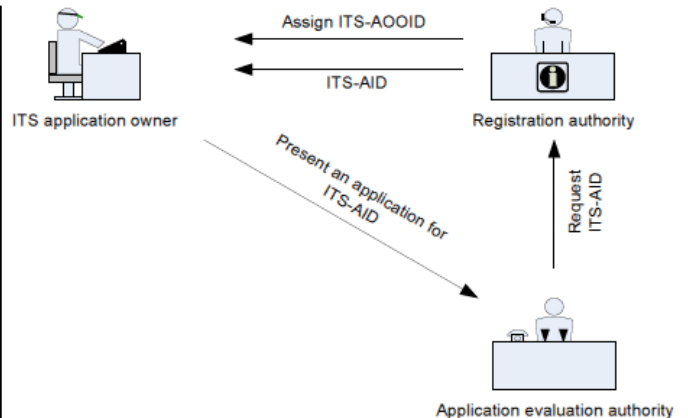 Assign ITS-AOOID
ITS-AID
ITS application owner
Registration authority
Present an application for
ITS-AID
Request
ITS-AID
Application evaluation authority